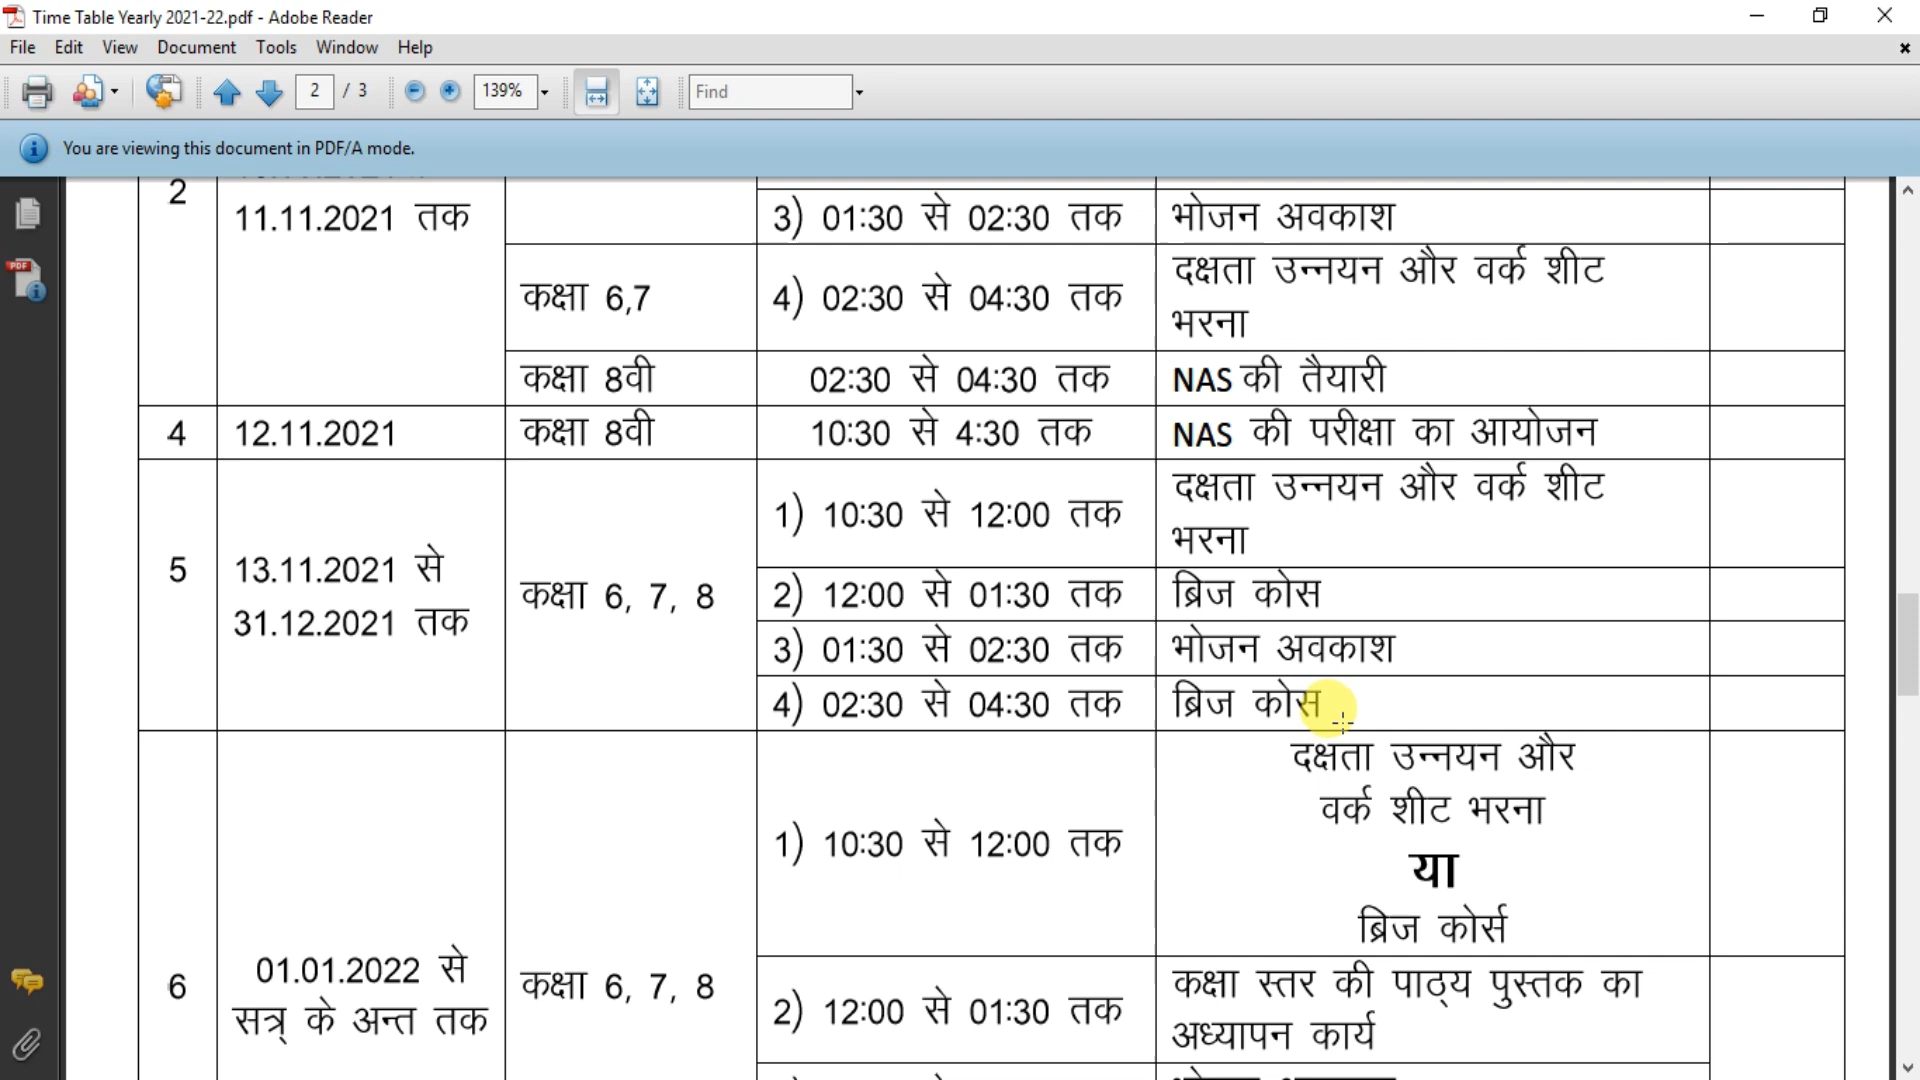 Time Table Yearly 2021-22.pdf - Adobe Reader
File Edit View Document Tools Window Help
2 / 3 139% Find
You are viewing this document in PDF/A mode.
2
11.11.2021 तक
3) 01:30 से 02:30 तक
भोजन अवकाश
कक्षा 6,7
4) 02:30 से 04:30 तक
दक्षता उन्नयन और वर्क शीट
भरना
कक्षा 8वी
02:30 से 04:30 तक
NAS की तैयारी
4
12.11.2021
कक्षा 8वी
10:30 से 4:30 तक
NAS की परीक्षा का आयोजन
5
13.11.2021 से
31.12.2021 तक
कक्षा 6, 7, 8
1) 10:30 से 12:00 तक
दक्षता उन्नयन और वर्क शीट
भरना
2) 12:00 से 01:30 तक
ब्रिज कोस
3) 01:30 से 02:30 तक
भोजन अवकाश
4) 02:30 से 04:30 तक
ब्रिज कोस
6
01.01.2022 से
सत्र् के अन्त तक
कक्षा 6, 7, 8
1) 10:30 से 12:00 तक
दक्षता उन्नयन और
वर्क शीट भरना
या
ब्रिज कोर्स
2) 12:00 से 01:30 तक
कक्षा स्तर की पाठ्य पुस्तक का
अध्यापन कार्य